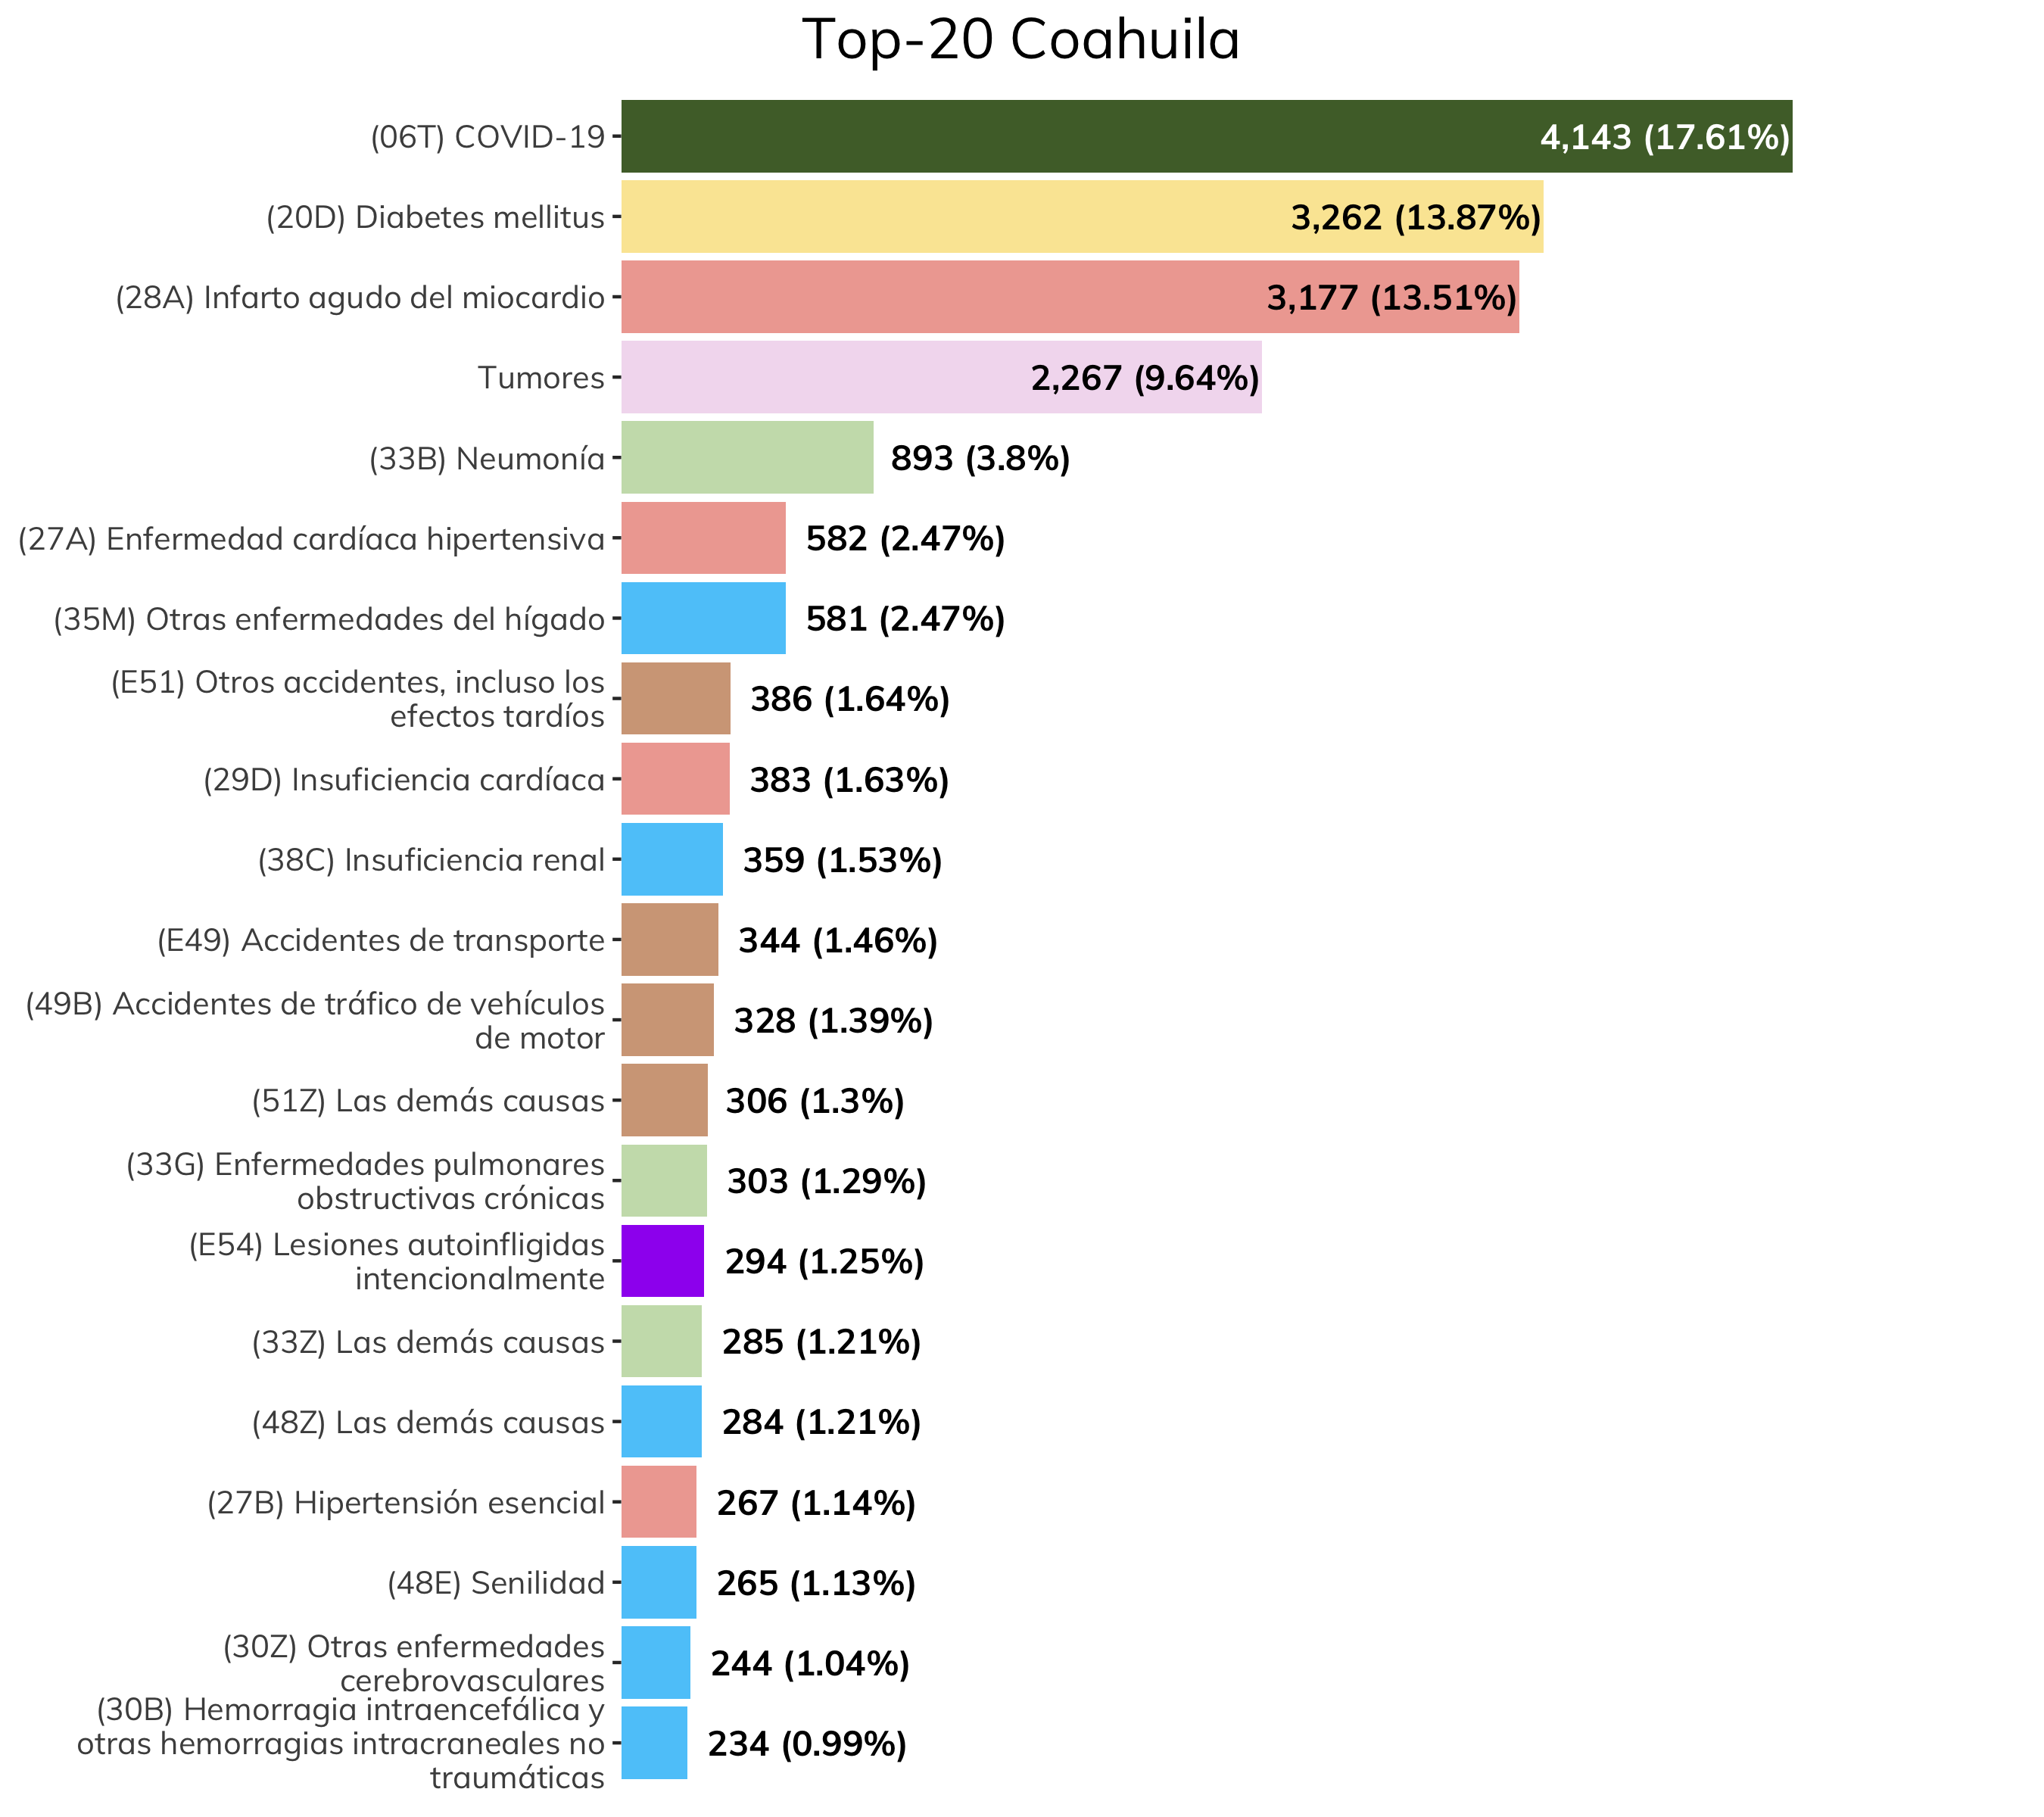 Top-20 Coahuila
(06T) COVID-19
4,143 (17.61%)
(20D) Diabetes mellitus
3,262 (13.87%)
(28A) Infarto agudo del miocardio
3,177 (13.51%)
Tumores
2,267 (9.64%)
(33B) Neumonía
893 (3.8%)
(27A) Enfermedad cardíaca hipertensiva
582 (2.47%)
(35M) Otras enfermedades del hígado
581 (2.47%)
(E51) Otros accidentes, incluso los
efectos tardíos
386 (1.64%)
(29D) Insuficiencia cardíaca
383 (1.63%)
(38C) Insuficiencia renal
359 (1.53%)
(E49) Accidentes de transporte
344 (1.46%)
(49B) Accidentes de tráfico de vehículos
de motor
328 (1.39%)
(51Z) Las demás causas
306 (1.3%)
(33G) Enfermedades pulmonares
obstructivas crónicas
303 (1.29%)
(E54) Lesiones autoinfligidas
intencionalmente
294 (1.25%)
(33Z) Las demás causas
285 (1.21%)
(48Z) Las demás causas
284 (1.21%)
(27B) Hipertensión esencial
267 (1.14%)
(48E) Senilidad
265 (1.13%)
(30Z) Otras enfermedades
cerebrovasculares
244 (1.04%)
(30B) Hemorragia intraencefálica y
otras hemorragias intracraneales no
traumáticas
234 (0.99%)